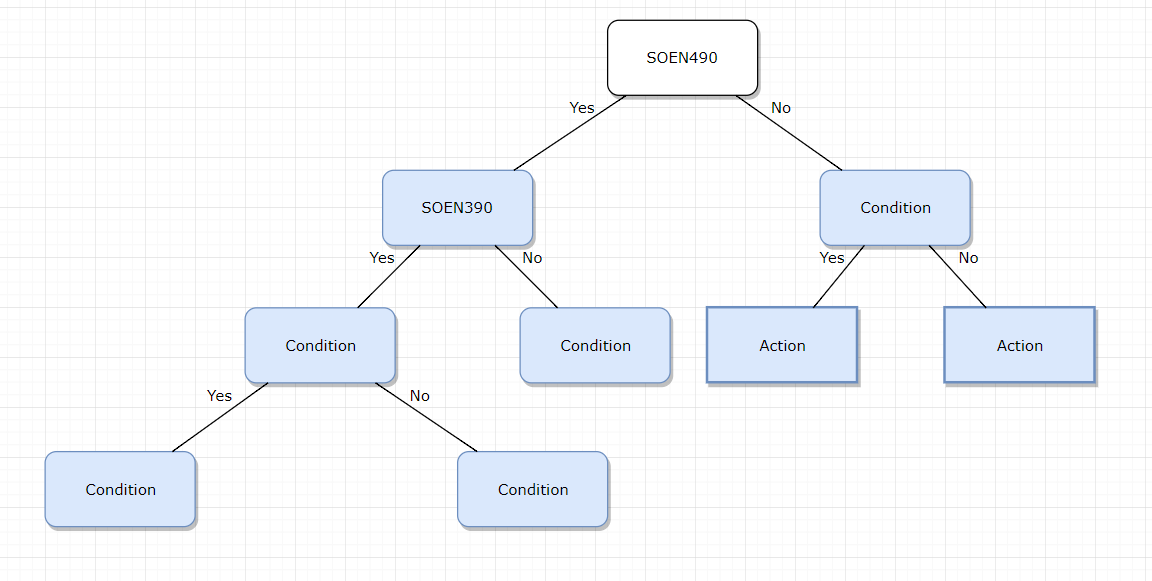 SOEN490
Yes
No
SOEN390
Condition
Yes
No
Yes
No
Condition
Condition
Action
Action
Yes
No
Condition
Condition